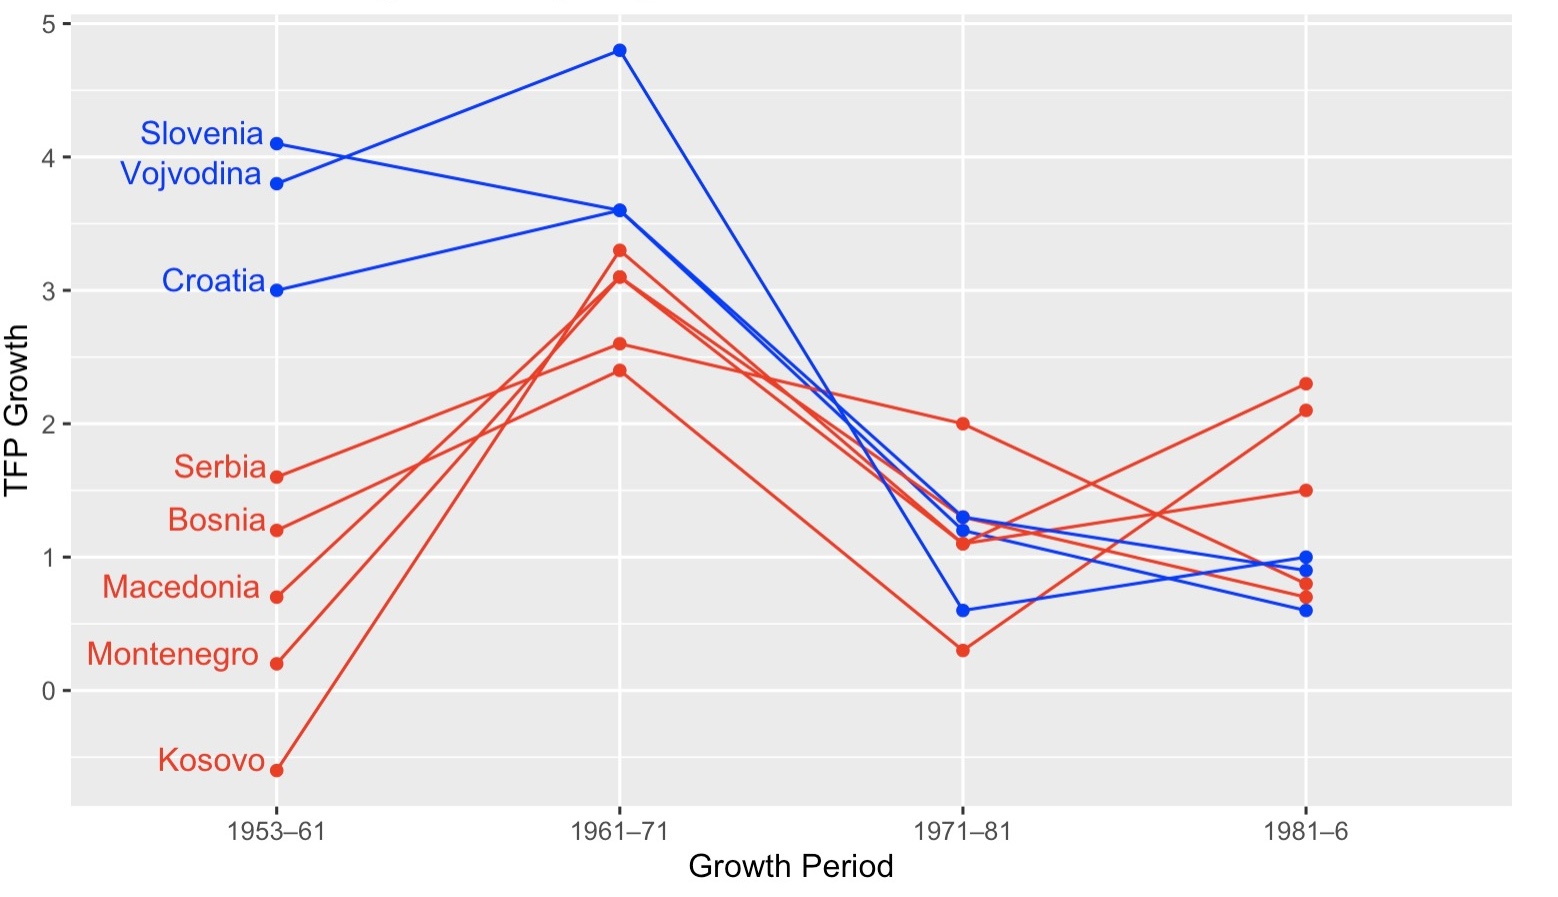 5
Slovenia
4
Vojvodina
Croatia
3
TFP Growth
2
Serbia
Bosnia
1
Macedonia
Montenegro
0
Kosovo
1953–61 1961–71 1971–81 1981–6
Growth Period